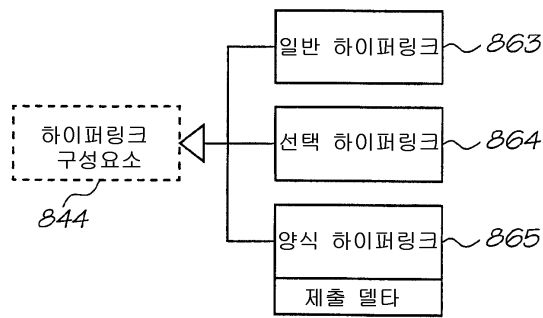 일반 하이퍼링크
863
하이퍼링크
구성요소
844
선택 하이퍼링크
864
양식 하이퍼링크
865
제출 델타